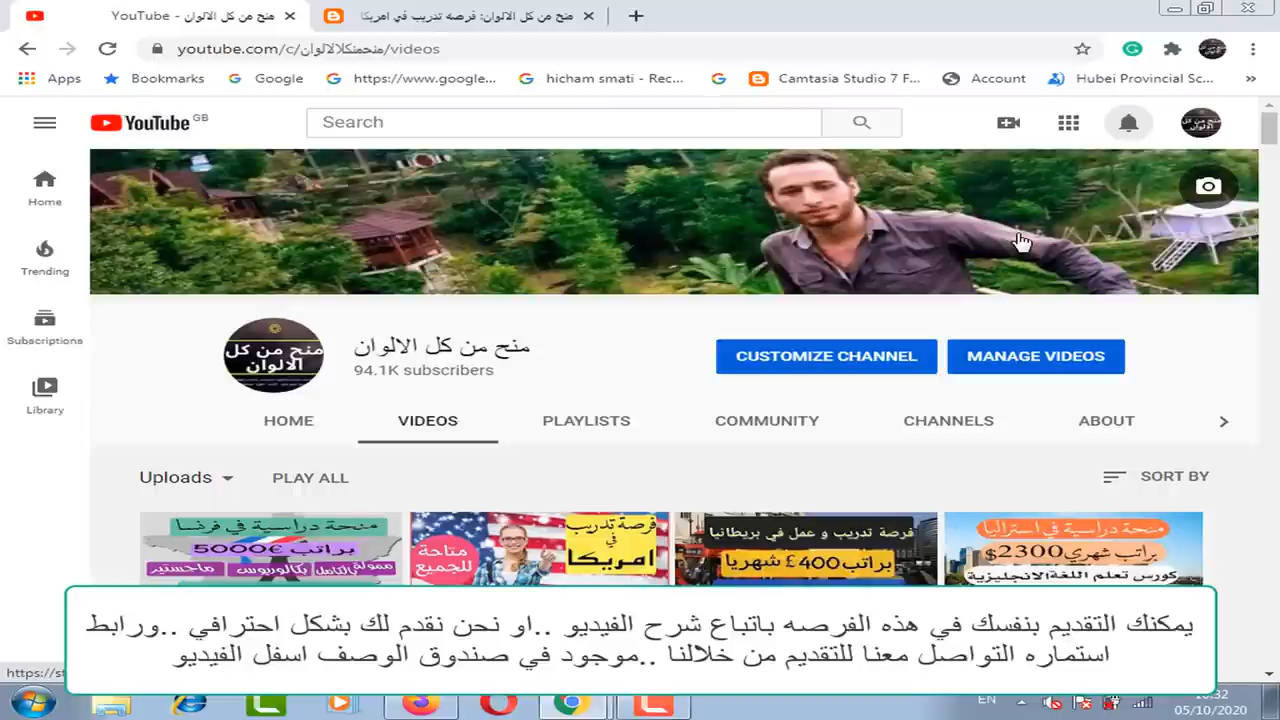 منح من كل الالوان - YouTube
منح من كل الالوان: فرصه تدريب في امريكا
youtube.com/c/منحمنكلالالوان/videos
Apps
Bookmarks
Google
https://www.google...
hicham smati - Rec...
Camtasia Studio 7 F...
Account
Hubei Provincial Sc...
»
YouTube GB
Search
Home
Trending
Subscriptions
Library
منح من كل الالوان
منح من كل الالوان
94.1K subscribers
CUSTOMIZE CHANNEL
MANAGE VIDEOS
HOME
VIDEOS
PLAYLISTS
COMMUNITY
CHANNELS
ABOUT
Uploads
PLAY ALL
SORT BY
منحة دراسية في فرنسا
براتب 5000€
ممولة بالكامل بكالوريوس ماجستير
متاحة للجميع
فرصة تدريب
في
امريكا
فرصة تدريب و عمل في بريطانيا
براتب 400£ شهريا
منحة دراسية في استراليا
براتب شهري 2300$
كورس تعلم اللغة الانجليزية
يمكنك التقديم بنفسك في هذه الفرصه باتباع شرح الفيديو ..او نحن نقدم لك بشكل احترافي ..ورابط
استماره التواصل معنا للتقديم من خلالنا ..موجود في صندوق الوصف اسفل الفيديو
https://st
EN
05/10/2020